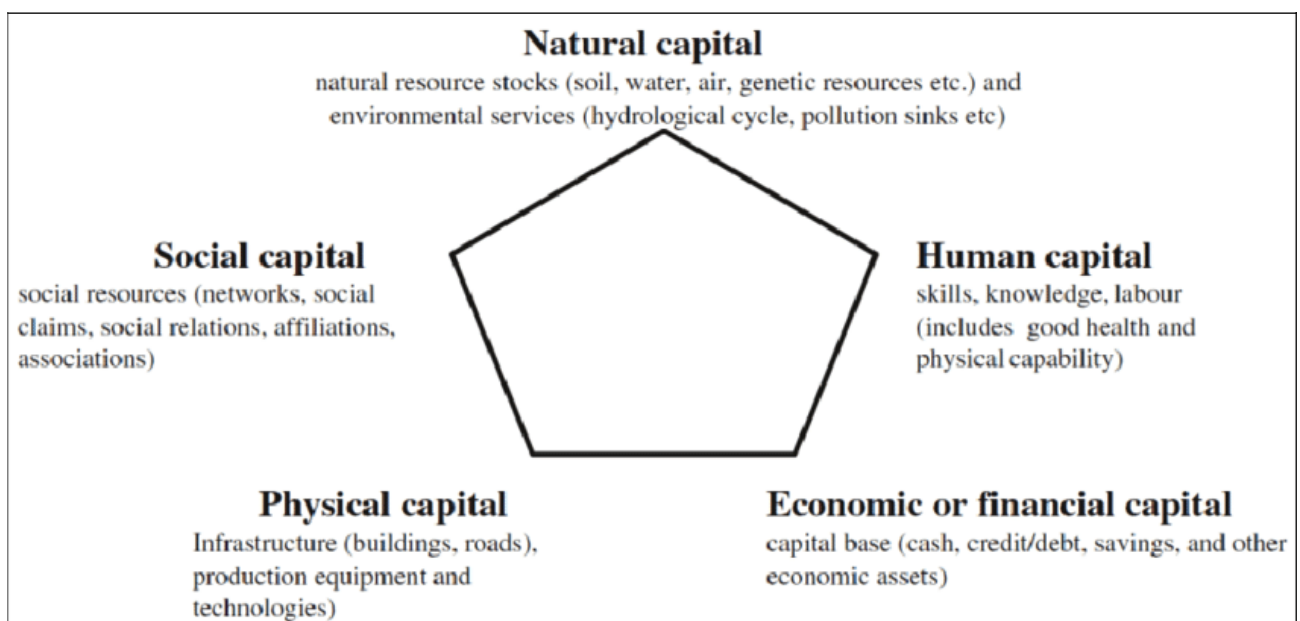 Natural capital
natural resource stocks (soil, water, air, genetic resources etc.) and
environmental services (hydrological cycle, pollution sinks etc)
Social capital
social resources (networks, social
claims, social relations, affiliations,
associations)
Human capital
skills, knowledge, labour
(includes good health and
physical capability)
Physical capital
Infrastructure (buildings, roads),
production equipment and
technologies)
Economic or financial capital
capital base (cash, credit/debt, savings, and other
economic assets)